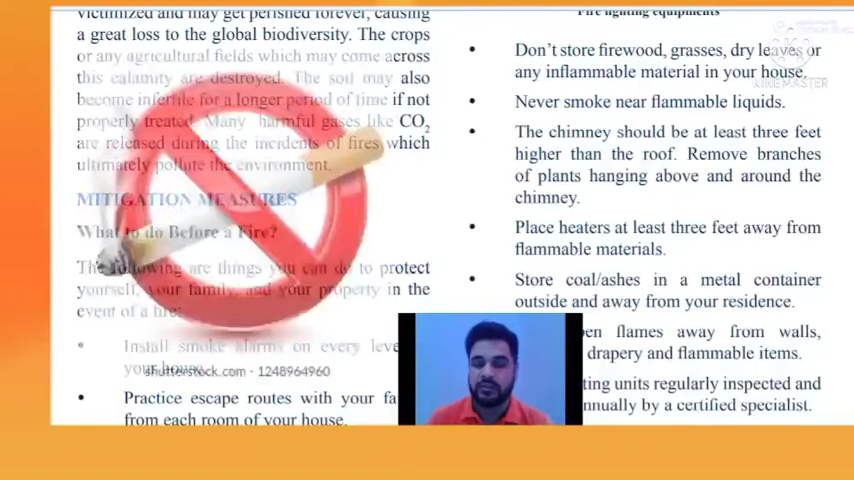 victimized and may get perished forever, causing
a great loss to the global biodiversity. The crops
or any agricultural fields which may come across
this calamity are destroyed. The soil may also
become infertile for a longer period of time if not
properly treated. Many harmful gases like CO2
are released during the incidents of fires which
ultimately pollute the environment.
MITIGATION MEASURES
What to do Before a Fire?
The following are things you can do to protect
yourself, your family, and your property in the
event of a fire:
• Install smoke alarms on every leve
your house.
shutterstock.com · 1248964960
• Practice escape routes with your fa
from each room of your house.
Fire fighting equipments
• Don't store firewood, grasses, dry leaves or
any inflammable material in your house.
• Never smoke near flammable liquids.
• The chimney should be at least three feet
higher than the roof. Remove branches
of plants hanging above and around the
chimney.
• Place heaters at least three feet away from
flammable materials.
• Store coal/ashes in a metal container
outside and away from your residence.
en flames away from walls,
drapery and flammable items.
ting units regularly inspected and
nnually by a certified specialist.
KINEMASTER